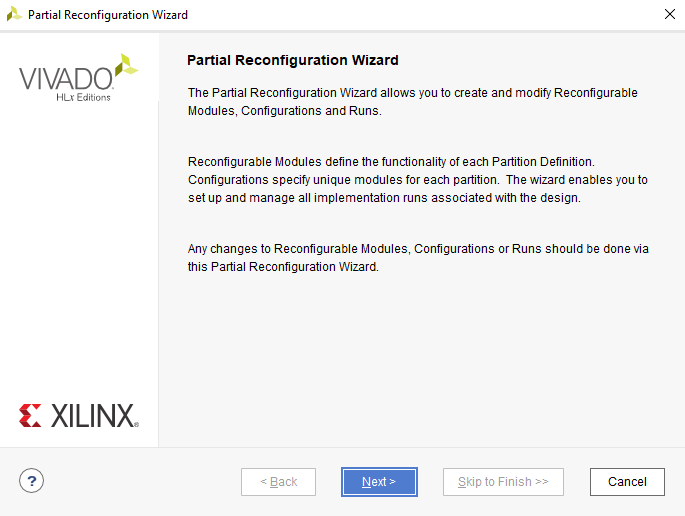 Partial Reconfiguration Wizard
VIVADO.
HLx Editions
Partial Reconfiguration Wizard
The Partial Reconfiguration Wizard allows you to create and modify Reconfigurable
Modules, Configurations and Runs.
Reconfigurable Modules define the functionality of each Partition Definition.
Configurations specify unique modules for each partition.  The wizard enables you to
set up and manage all implementation runs associated with the design.
Any changes to Reconfigurable Modules, Configurations or Runs should be done via
this Partial Reconfiguration Wizard.
XILINX®
?
< Back
Next >
Skip to Finish >>
Cancel